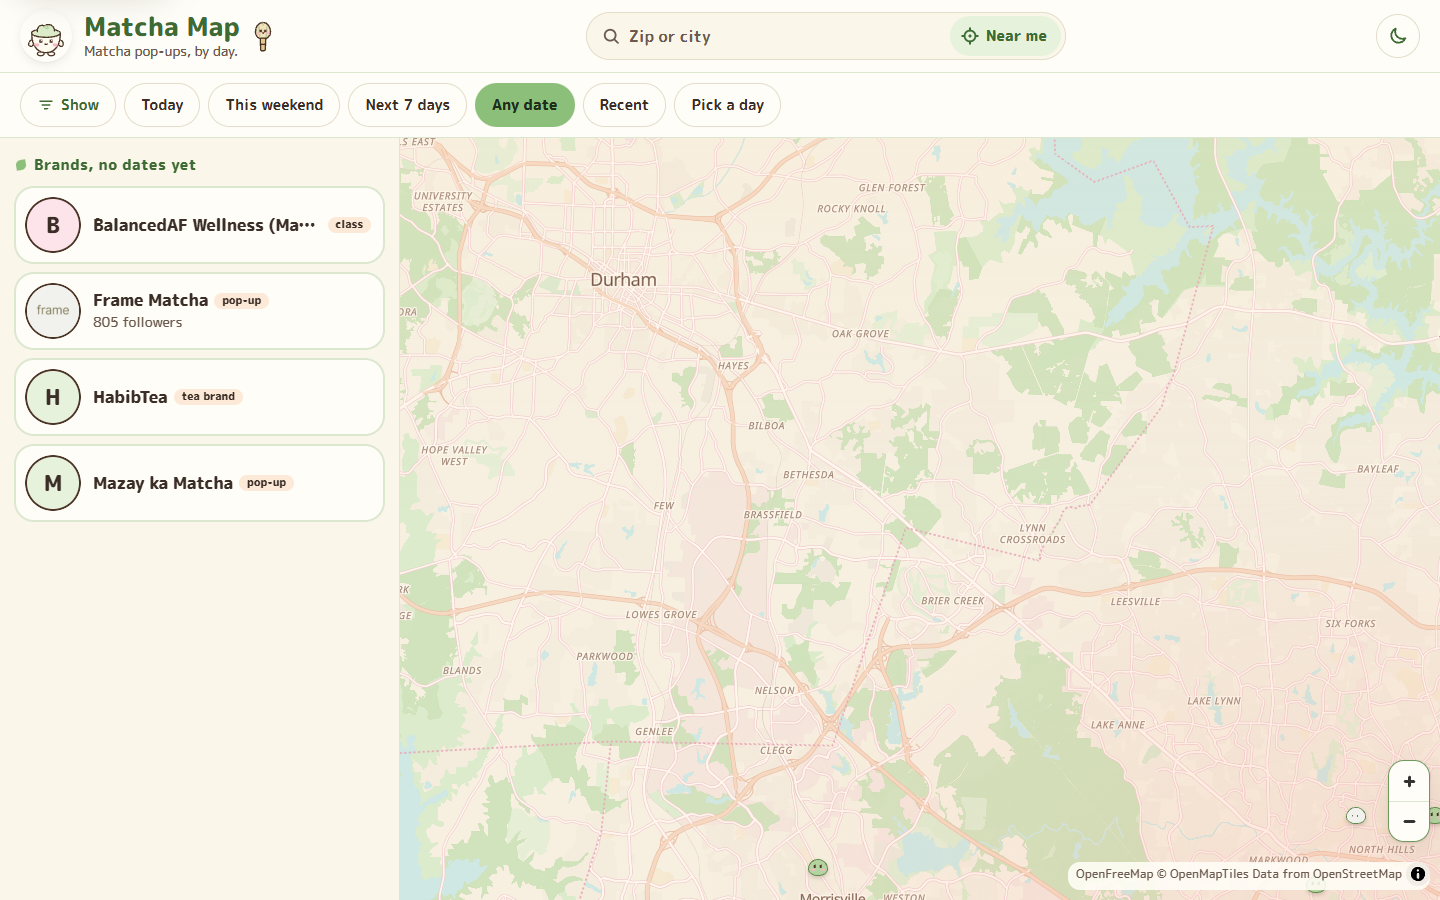 Matcha Map
Matcha pop-ups, by day.
Zip or city
Near me
Show
Today
This weekend
Next 7 days
Any date
Recent
Pick a day
Brands, no dates yet
B
BalancedAF Wellness (Ma···
class
frame
Frame Matcha
pop-up
805 followers
H
HabibTea
tea brand
M
Mazay ka Matcha
pop-up
S EAST
UNIVERSITY
ESTATES
GLEN FOREST
ROCKY KNOLL
Durham
ORA
OAK GROVE
HAYES
BILBOA
HOPE VALLEY
WEST
BETHESDA
BAYLEAF
FEW
BRASSFIELD
LYNN
CROSSROADS
RK
GE
LOWES GROVE
BRIER CREEK
LEESVILLE
SIX FORKS
PARKWOOD
BLANDS
NELSON
LAKE LYNN
LAKE ANNE
GENLEE
CLEGG
+
−
NORTH HILLS
MARKWOOD
OpenFreeMap © OpenMapTiles Data from OpenStreetMap
Morrisville
WESTON